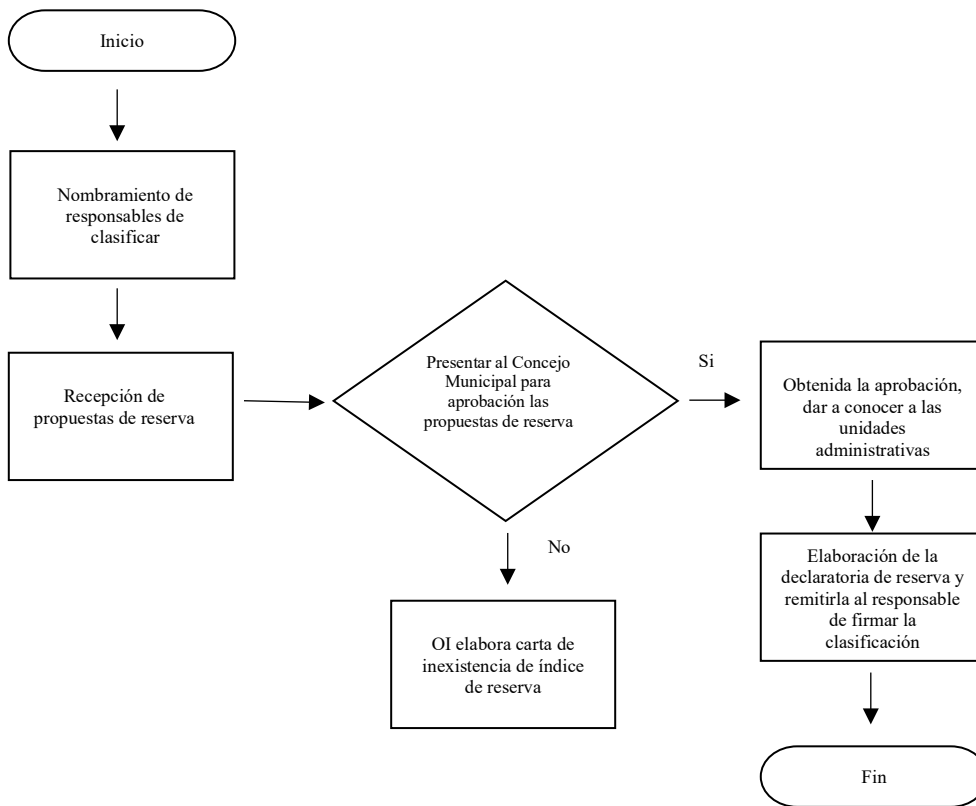 Inicio
Nombramiento de
responsables de
clasificar
Recepción de
propuestas de reserva
Presentar al Concejo
Municipal para
aprobación las
propuestas de reserva
Si
Obtenida la aprobación,
dar a conocer a las
unidades
administrativas
No
OI elabora carta de
inexistencia de índice
de reserva
Elaboración de la
declaratoria de reserva y
remitirla al responsable
de firmar la
clasificación
Fin